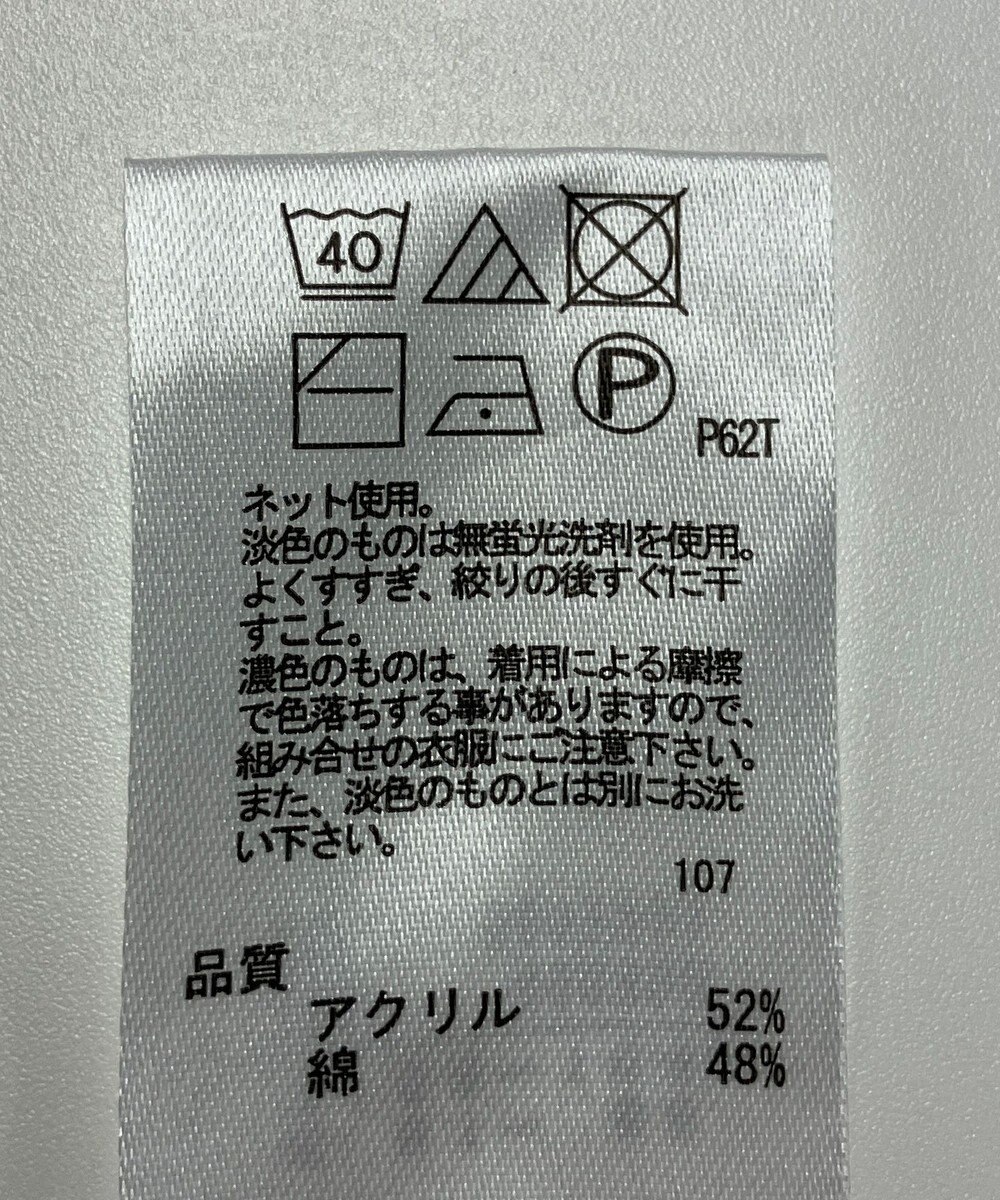 40
P
P62T
ネット使用。
淡色のものは無蛍光洗剤を使用。
よくすすぎ、絞りの後すぐに干
すこと。
濃色のものは、着用による摩擦
で色落ちする事がありますので、
組み合せの衣服にご注意下さい。
また、淡色のものとは別にお洗
い下さい。
107
品質
アクリル 52%
綿 48%